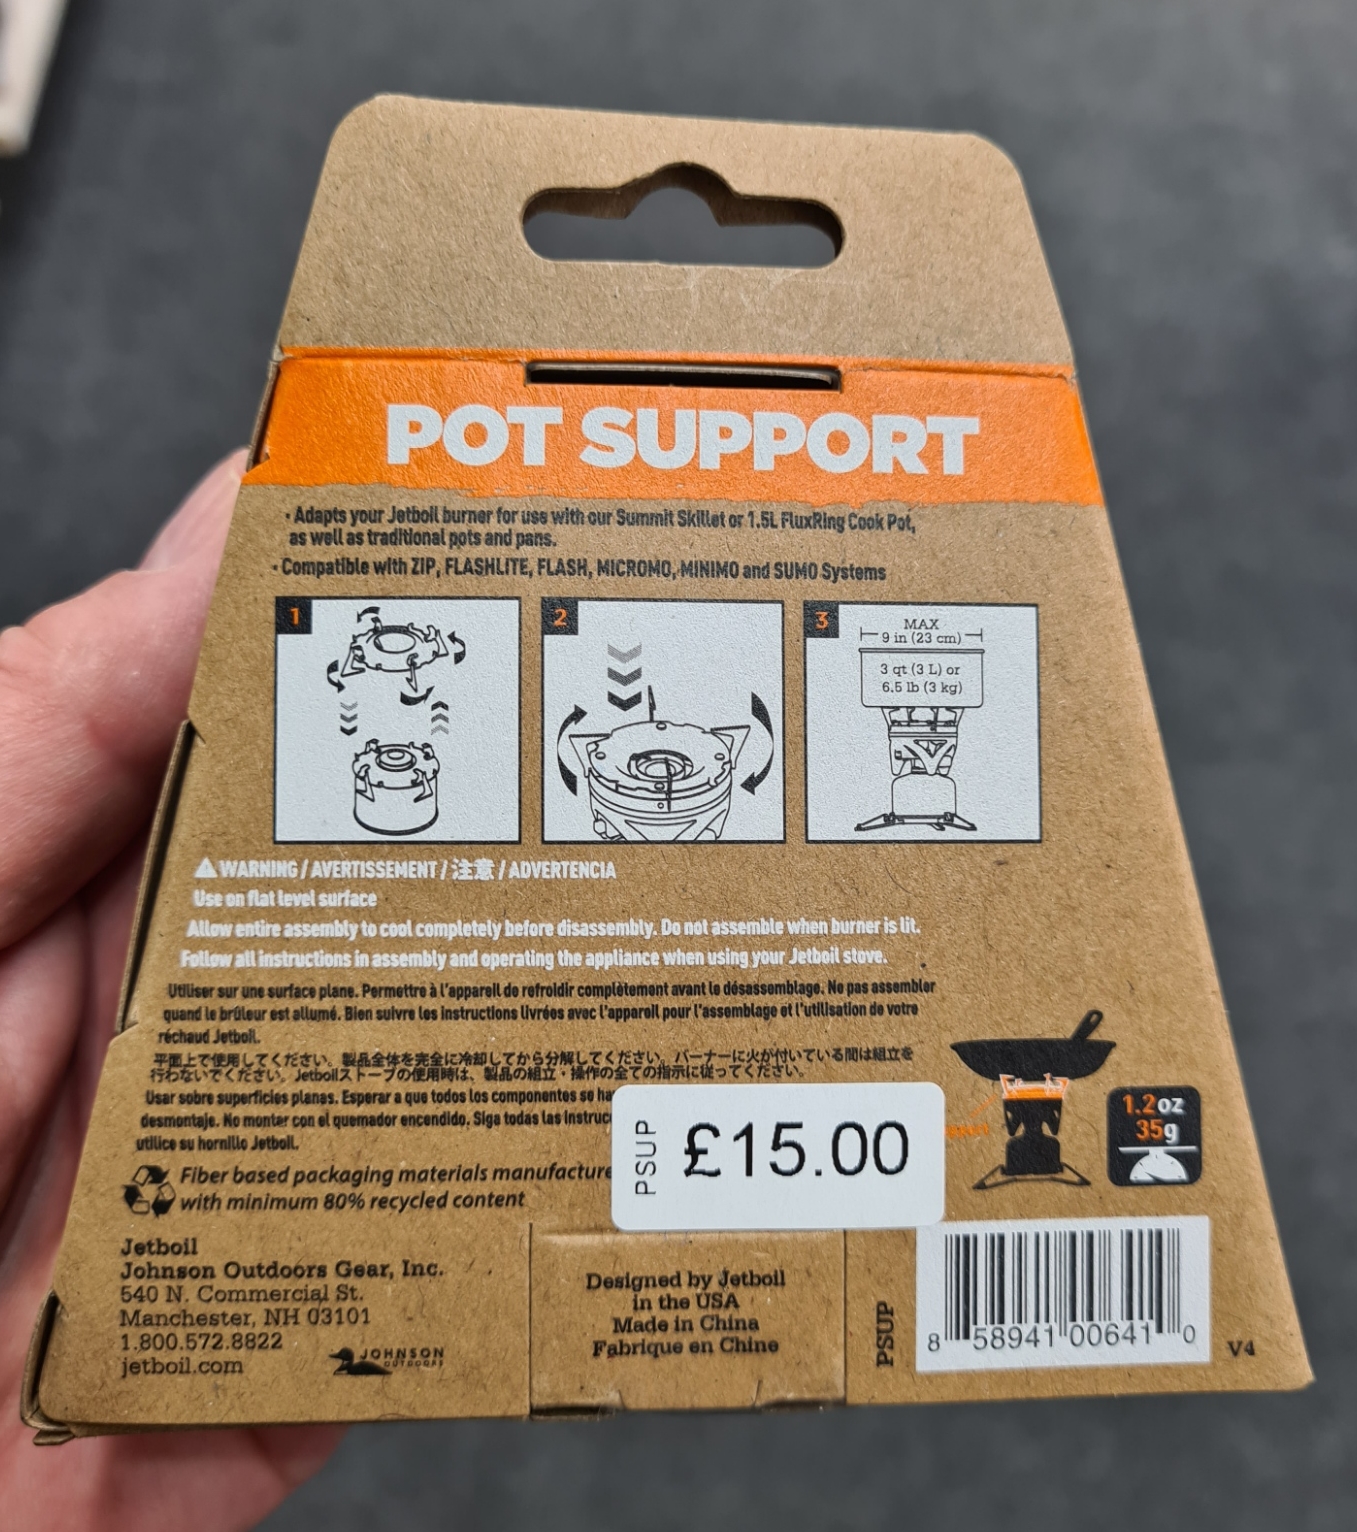 POT SUPPORT
· Adapts your Jetboil burner for use with our Summit Skillet or 1.5L FluxRing Cook Pot,
as well as traditional pots and pans.
· Compatible with ZIP, FLASHLITE, FLASH, MICROMO, MINIMO and SUMO Systems
1
2
3
MAX
9 in (23 cm)
3 qt (3 L) or
6.5 lb (3 kg)
WARNING / AVERTISSEMENT / 注意 / ADVERTENCIA
Use on flat level surface
Allow entire assembly to cool completely before disassembly. Do not assemble when burner is lit.
Follow all instructions in assembly and operating the appliance when using your Jetboil stove.
Utiliser sur une surface plane. Permettre à l'appareil de refroidir complètement avant le désassemblage. Ne pas assembler
quand le brûleur est allumé. Bien suivre les instructions livrées avec l'appareil pour l'assemblage et l'utilisation de votre
réchaud Jetboil.
平面上で使用してください。製品全体を完全に冷却してから分解してください。バーナーに火が付いている間は組立を
行わないでください。Jetboilストーブの使用時は、製品の組立・操作の全ての指示に従ってください。
Usar sobre superficies planas. Esperar a que todos los componentes se ha
desmontaje. No monter con el quemador encendido. Siga todas las instruc
utilice su hornillo Jetboil.
PSUP £15.00
1.2oz
35g
Fiber based packaging materials manufacture
with minimum 80% recycled content
Jetboil
Johnson Outdoors Gear, Inc.
540 N. Commercial St.
Manchester, NH 03101
1.800.572.8822
jetboil.com
JOHNSON
OUTDOORS
Designed by Jetboil
in the USA
Made in China
Fabriqué en Chine
PSUP
8 58941 00641 0
V4